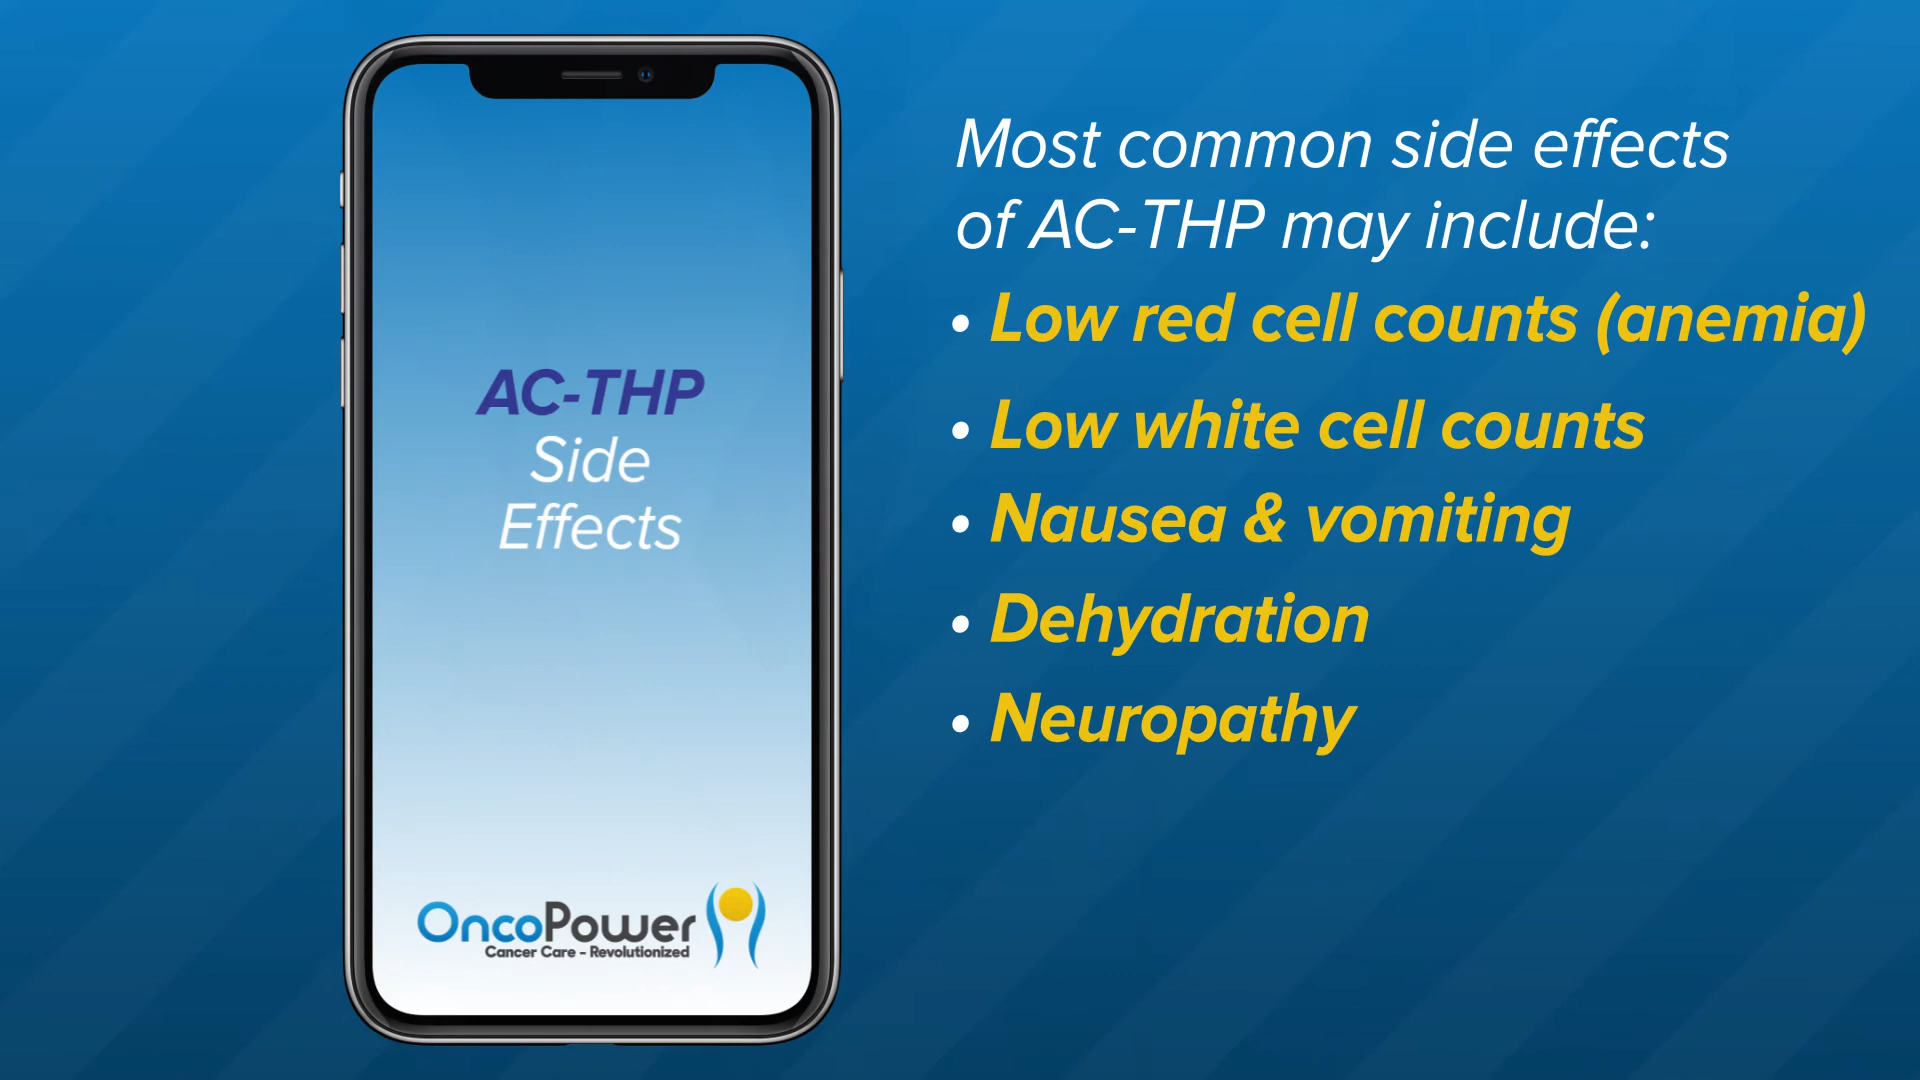 AC-THP
Side
Effects
OncoPower
Cancer Care - Revolutionized
Most common side effects
of AC-THP may include:
• Low red cell counts (anemia)
• Low white cell counts
• Nausea & vomiting
• Dehydration
• Neuropathy